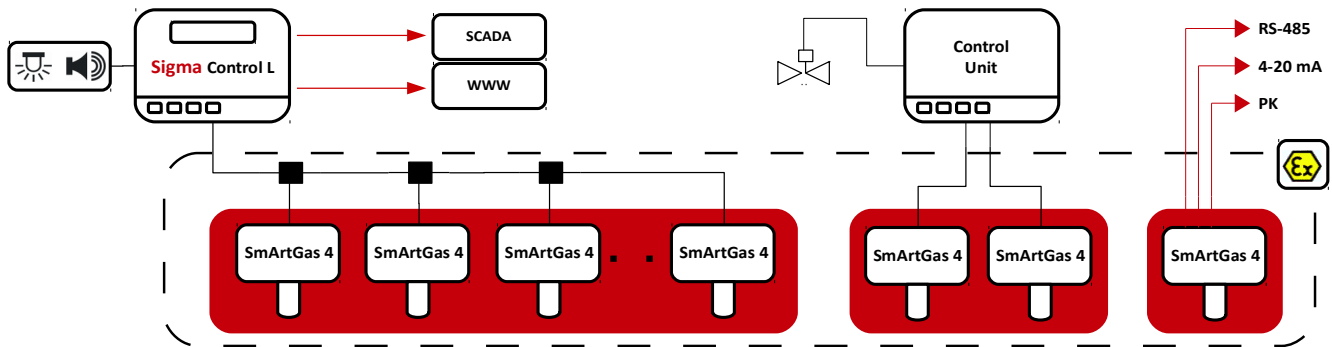 Sigma Control L
SCADA
WWW
Control
Unit
RS-485
4-20 mA
PK
Ex
SmArtGas 4
SmArtGas 4
SmArtGas 4
SmArtGas 4
SmArtGas 4
SmArtGas 4
SmArtGas 4